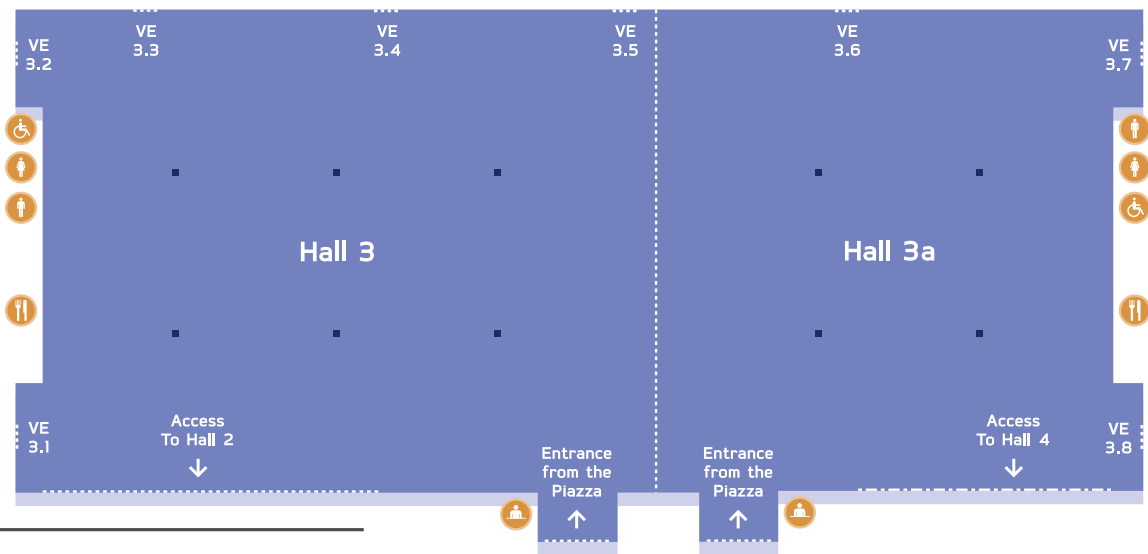 VE
3.2
VE
3.3
VE
3.4
VE
3.5
VE
3.6
VE
3.7
Hall 3
Hall 3a
VE
3.1
Access
To Hall 2
Entrance
from the
Piazza
Entrance
from the
Piazza
Access
To Hall 4
VE
3.8